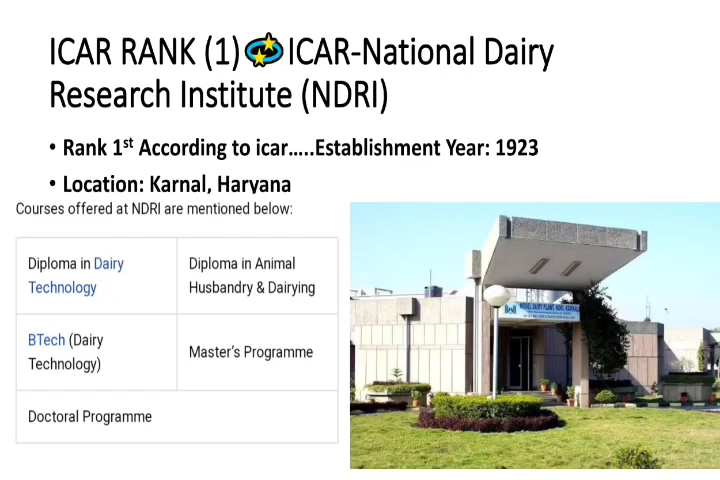 ICAR RANK (1)💫ICAR-National Dairy
Research Institute (NDRI)
• Rank 1st According to icar.....Establishment Year: 1923
• Location: Karnal, Haryana
Courses offered at NDRI are mentioned below:
Diploma in Dairy
Technology
Diploma in Animal
Husbandry & Dairying
BTech (Dairy
Technology)
Master's Programme
Doctoral Programme
MODEL DAIRY PLANT, NDRI, KARNAL